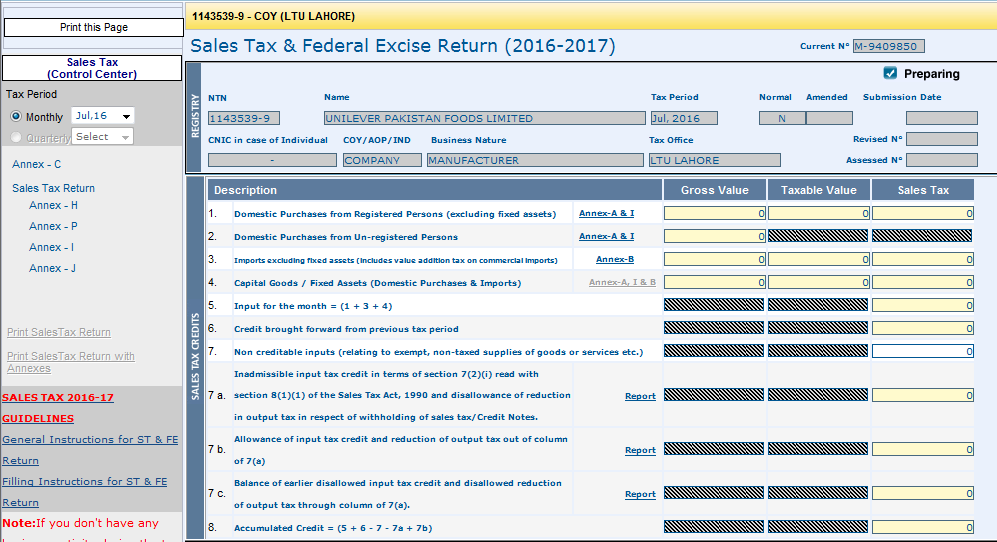 Print this Page
Sales Tax
(Control Center)
Tax Period
Monthly Jul,16
Quarterly Select
Annex - C
Sales Tax Return
Annex - H
Annex - P
Annex - I
Annex - J
Print SalesTax Return
Print SalesTax Return with
Annexes
SALES TAX 2016-17
GUIDELINES
General Instructions for ST & FE
Return
Filling Instructions for ST & FE
Return
Note:If you don't have any
1143539-9 - COY (LTU LAHORE)
Sales Tax & Federal Excise Return (2016-2017)
Current N° M-9409850
Preparing
REGISTRY
NTN Name Tax Period Normal Amended Submission Date
1143539-9 UNILEVER PAKISTAN FOODS LIMITED Jul, 2016 N
CNIC in case of Individual COY/AOP/IND Business Nature Tax Office Revised N°
- COMPANY MANUFACTURER LTU LAHORE Assessed N°
SALES TAX CREDITS
Description Gross Value Taxable Value Sales Tax
1. Domestic Purchases from Registered Persons (excluding fixed assets) Annex-A & I 0 0 0
2. Domestic Purchases from Un-registered Persons Annex-A & I 0
3. Imports excluding fixed assets (includes value addition tax on commercial imports) Annex-B 0 0 0
4. Capital Goods / Fixed Assets (Domestic Purchases & Imports) Annex-A, I & B 0 0 0
5. Input for the month = (1 + 3 + 4) 0
6. Credit brought forward from previous tax period 0
7. Non creditable inputs (relating to exempt, non-taxed supplies of goods or services etc.) 0
Inadmissible input tax credit in terms of section 7(2)(i) read with
7 a. section 8(1)(1) of the Sales Tax Act, 1990 and disallowance of reduction Report 0
in output tax in respect of withholding of sales tax/Credit Notes.
Allowance of input tax credit and reduction of output tax out of column
7 b. Report 0
of 7(a)
Balance of earlier disallowed input tax credit and disallowed reduction
7 c. Report 0
of output tax through column of 7(a).
8. Accumulated Credit = (5 + 6 - 7 - 7a + 7b) 0